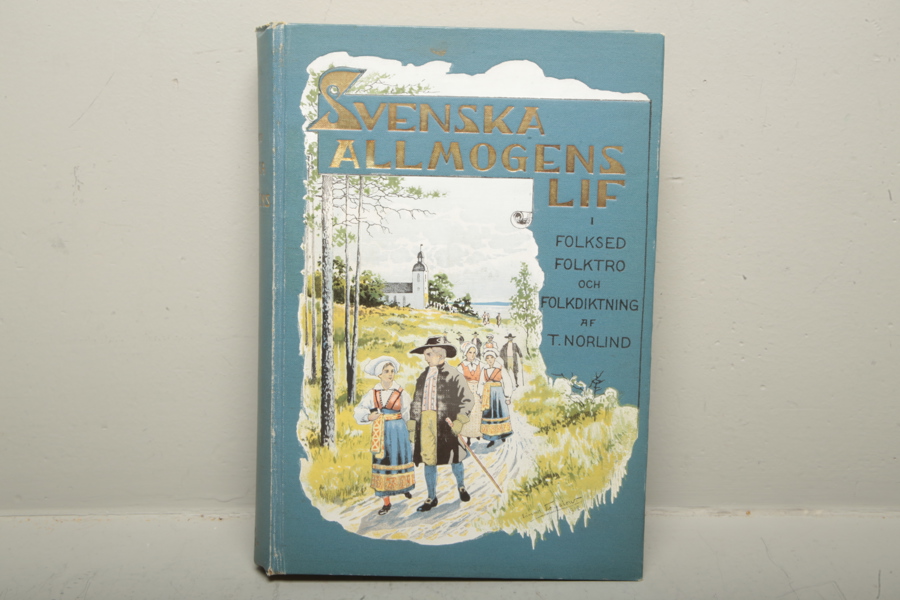 SVENSKA
ALLMOGENS
LIF
I
FOLKSED
FOLKTRO
OCH
FOLKDIKTNING
AF
T. NORLIND